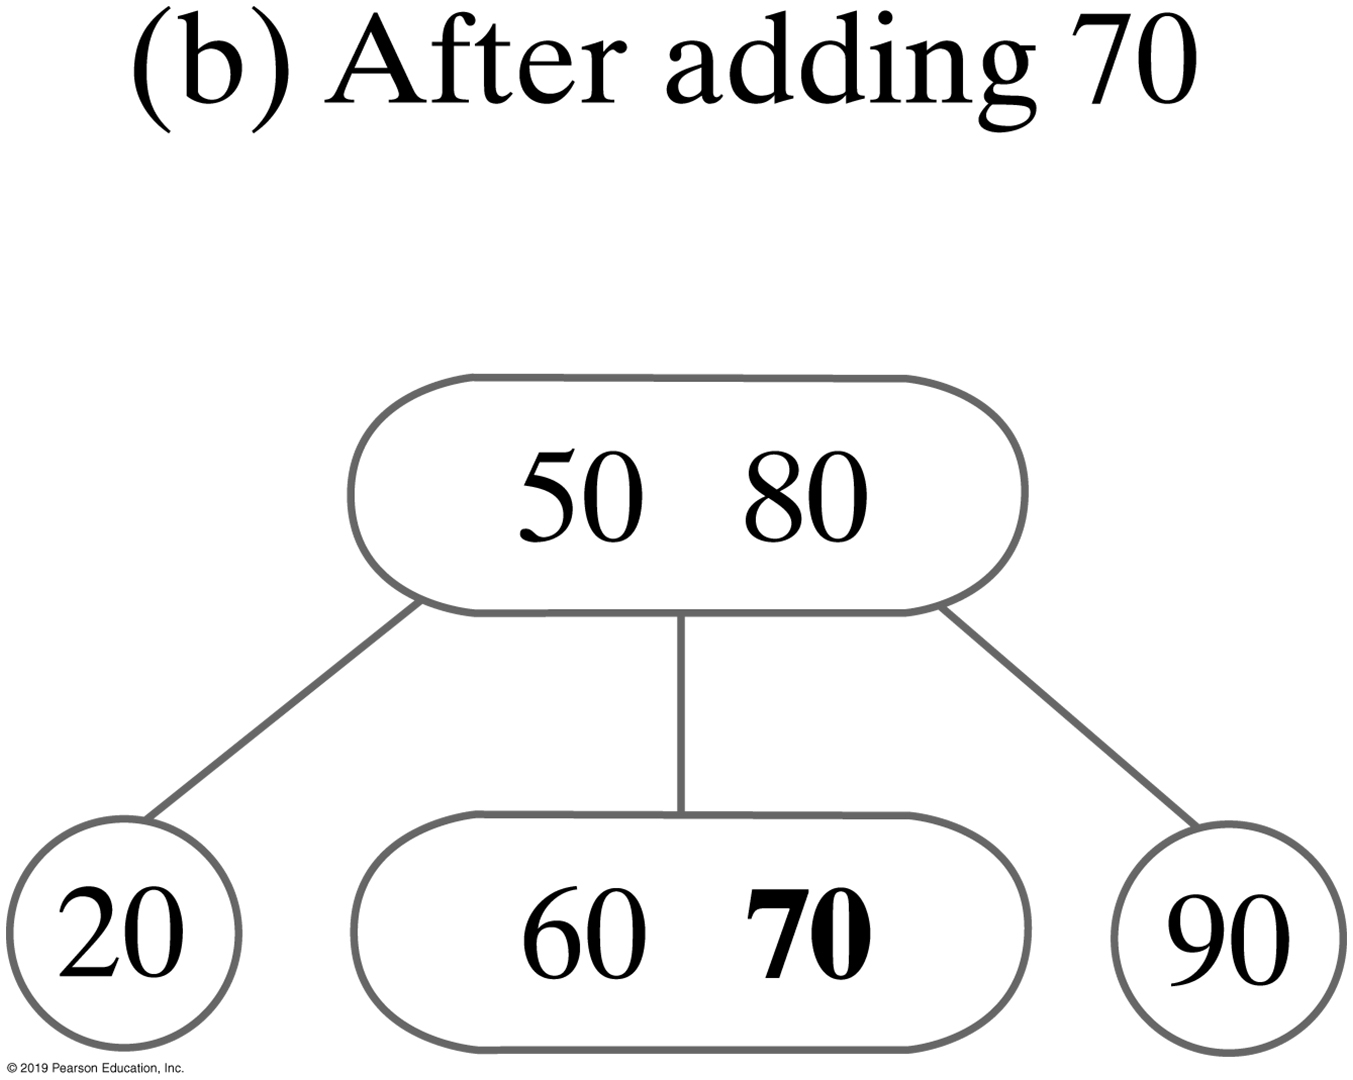 (b) After adding 70
50 80
20 60 70 90
© 2019 Pearson Education, Inc.